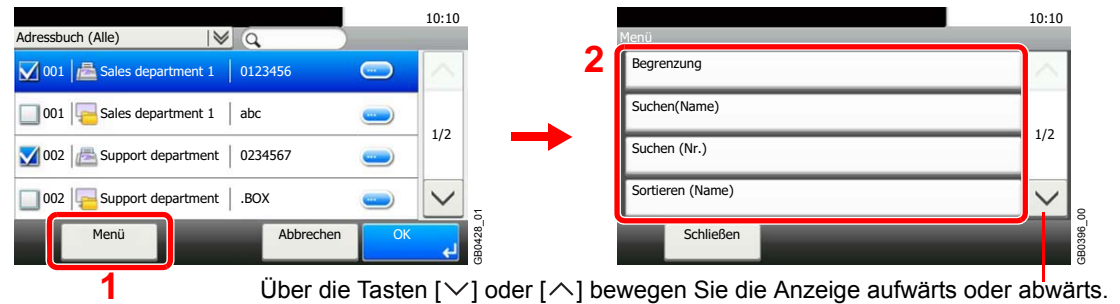 10:10
Adressbuch (Alle)
001 Sales department 1 0123456
001 Sales department 1 abc
002 Support department 0234567
002 Support department .BOX
1/2
Menü Abbrechen OK
GB0428_01
1
10:10
Menü
2
Begrenzung
Suchen(Name)
Suchen (Nr.)
Sortieren (Name)
1/2
Schließen
GB0396_00
Über die Tasten [∨] oder [∧] bewegen Sie die Anzeige aufwärts oder abwärts.